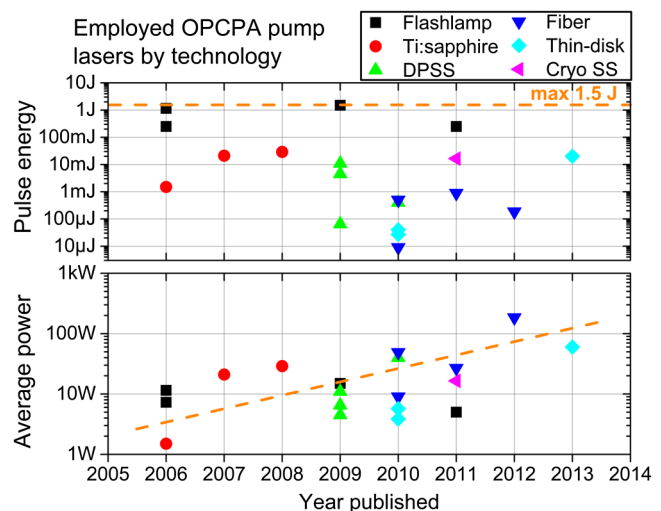 Employed OPCPA pump
lasers by technology
Flashlamp
Ti:sapphire
DPSS
Fiber
Thin-disk
Cryo SS
max 1.5 J
Pulse energy
10J
1J
100mJ
10mJ
1mJ
100µJ
10µJ
Average power
1kW
100W
10W
1W
2005 2006 2007 2008 2009 2010 2011 2012 2013 2014
Year published